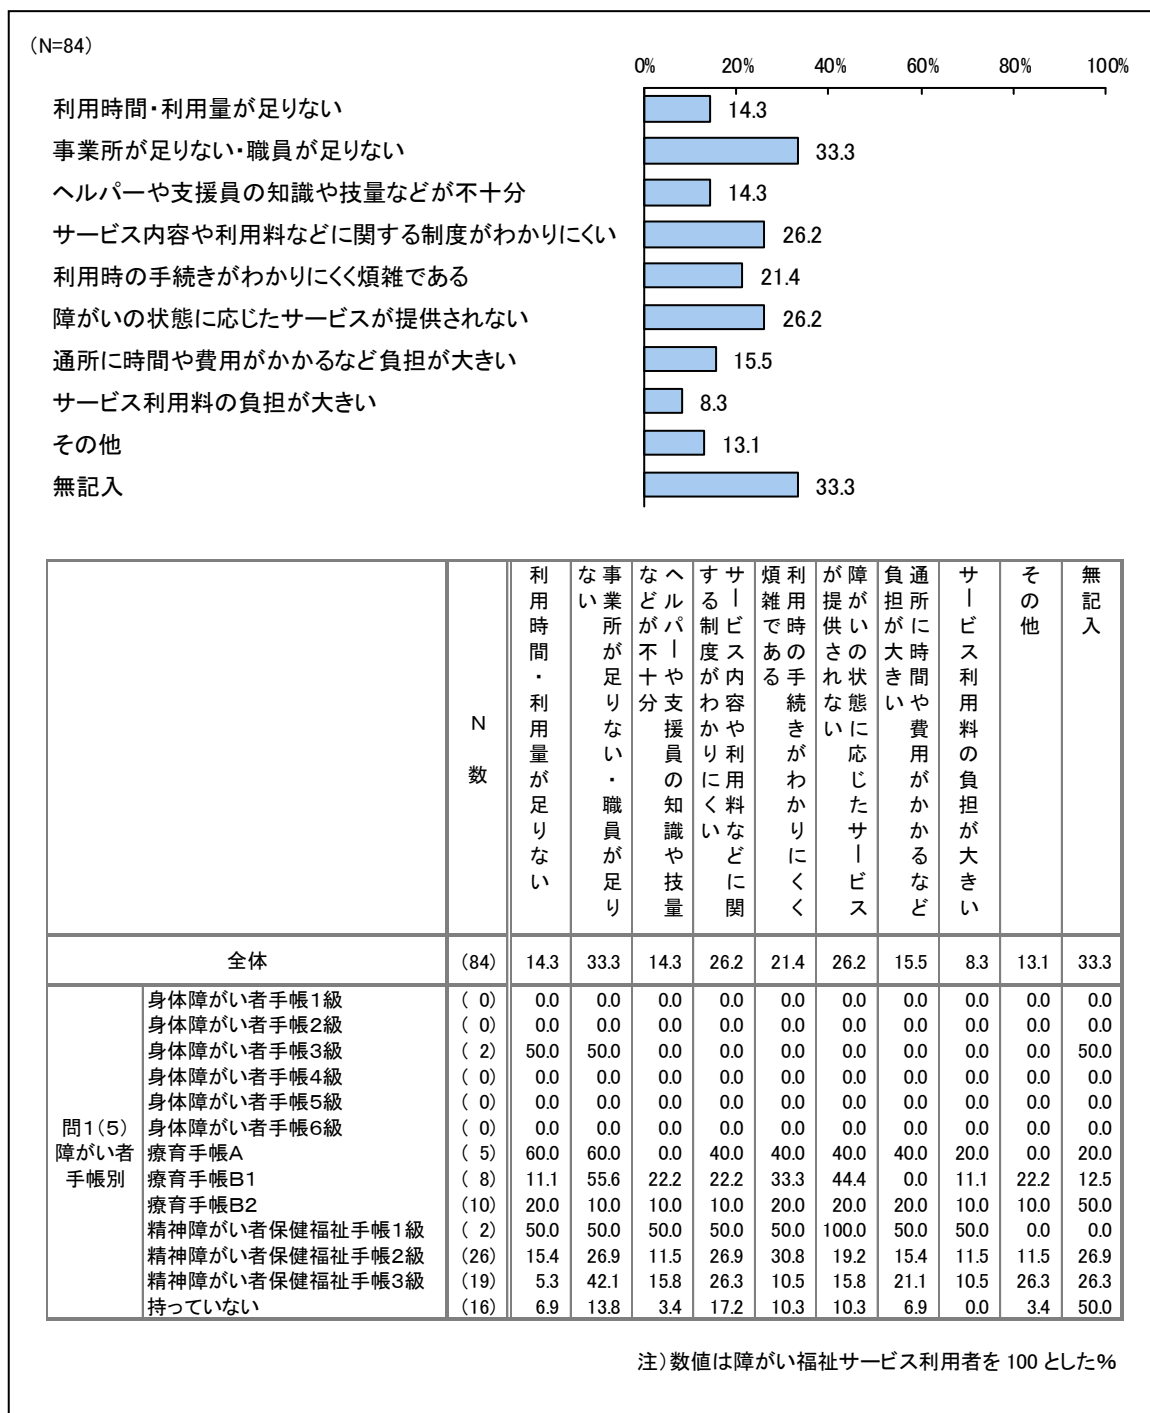 (N=84)
0% 20% 40% 60% 80% 100%
利用時間・利用量が足りない 14.3
事業所が足りない・職員が足りない 33.3
ヘルパーや支援員の知識や技量などが不十分 14.3
サービス内容や利用料などに関する制度がわかりにくい 26.2
利用時の手続きがわかりにくく煩雑である 21.4
障がいの状態に応じたサービスが提供されない 26.2
通所に時間や費用がかかるなど負担が大きい 15.5
サービス利用料の負担が大きい 8.3
その他 13.1
無記入 33.3
N数
利用時間・利用量が足りない
事業所が足りない・職員が足り
ない
ヘルパーや支援員の知識や技量
などが不十分
サービス内容や利用料などに関
する制度がわかりにくい
利用時の手続きがわかりにくく
煩雑である
障がいの状態に応じたサービス
が提供されない
通所に時間や費用がかかるなど
負担が大きい
サービス利用料の負担が大きい
その他
無記入
全体 (84) 14.3 33.3 14.3 26.2 21.4 26.2 15.5 8.3 13.1 33.3
問1(5)
障がい者
手帳別
身体障がい者手帳1級 ( 0) 0.0 0.0 0.0 0.0 0.0 0.0 0.0 0.0 0.0 0.0
身体障がい者手帳2級 ( 0) 0.0 0.0 0.0 0.0 0.0 0.0 0.0 0.0 0.0 0.0
身体障がい者手帳3級 ( 2) 50.0 50.0 0.0 0.0 0.0 0.0 0.0 0.0 0.0 50.0
身体障がい者手帳4級 ( 0) 0.0 0.0 0.0 0.0 0.0 0.0 0.0 0.0 0.0 0.0
身体障がい者手帳5級 ( 0) 0.0 0.0 0.0 0.0 0.0 0.0 0.0 0.0 0.0 0.0
身体障がい者手帳6級 ( 0) 0.0 0.0 0.0 0.0 0.0 0.0 0.0 0.0 0.0 0.0
療育手帳A ( 5) 60.0 60.0 0.0 40.0 40.0 40.0 40.0 20.0 0.0 20.0
療育手帳B1 ( 8) 11.1 55.6 22.2 22.2 33.3 44.4 0.0 11.1 22.2 12.5
療育手帳B2 (10) 20.0 10.0 10.0 10.0 20.0 20.0 20.0 10.0 10.0 50.0
精神障がい者保健福祉手帳1級 ( 2) 50.0 50.0 50.0 50.0 50.0 100.0 50.0 50.0 0.0 0.0
精神障がい者保健福祉手帳2級 (26) 15.4 26.9 11.5 26.9 30.8 19.2 15.4 11.5 11.5 26.9
精神障がい者保健福祉手帳3級 (19) 5.3 42.1 15.8 26.3 10.5 15.8 21.1 10.5 26.3 26.3
持っていない (16) 6.9 13.8 3.4 17.2 10.3 10.3 6.9 0.0 3.4 50.0
注)数値は障がい福祉サービス利用者を 100 とした%